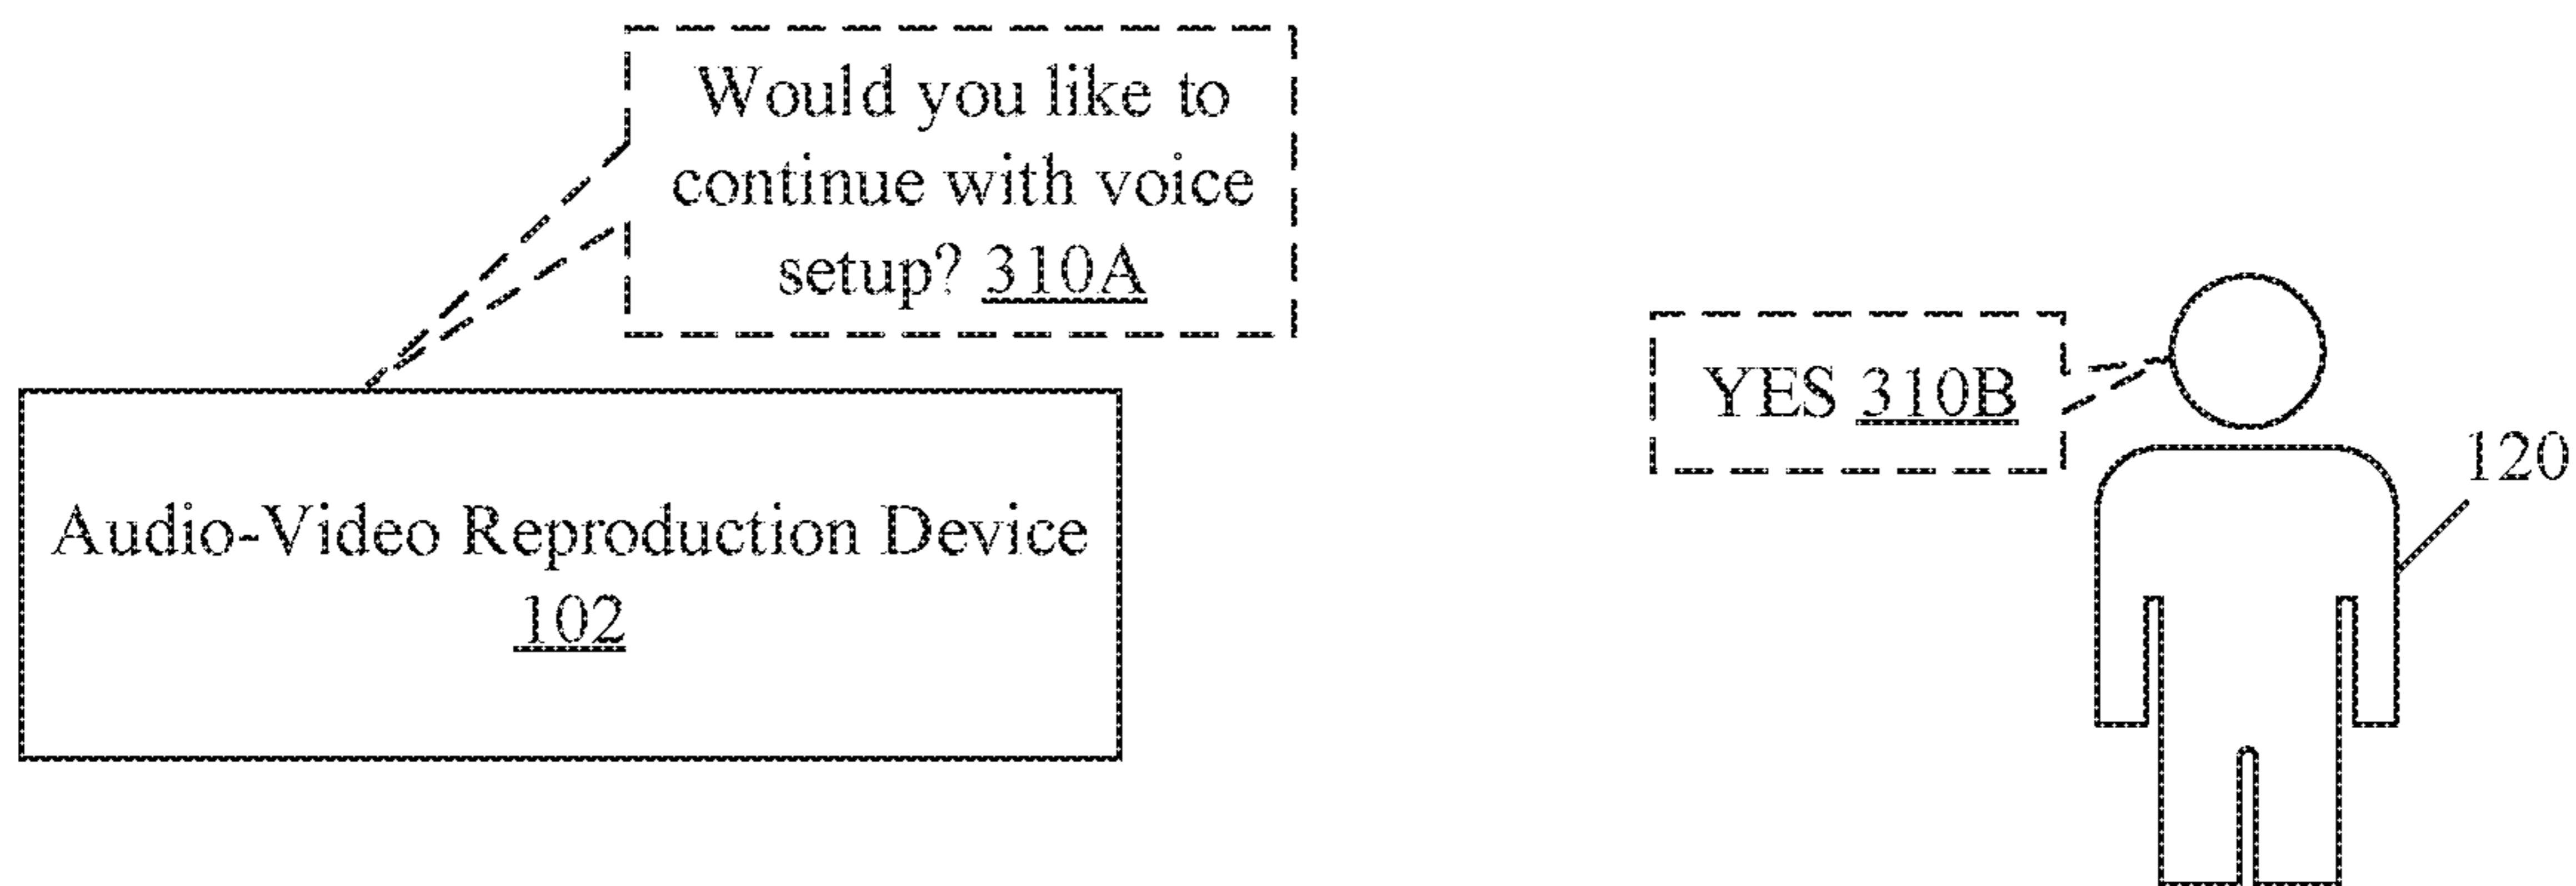 Would you like to
continue with voice
setup? 310A
YES 310B
120
Audio-Video Reproduction Device
102